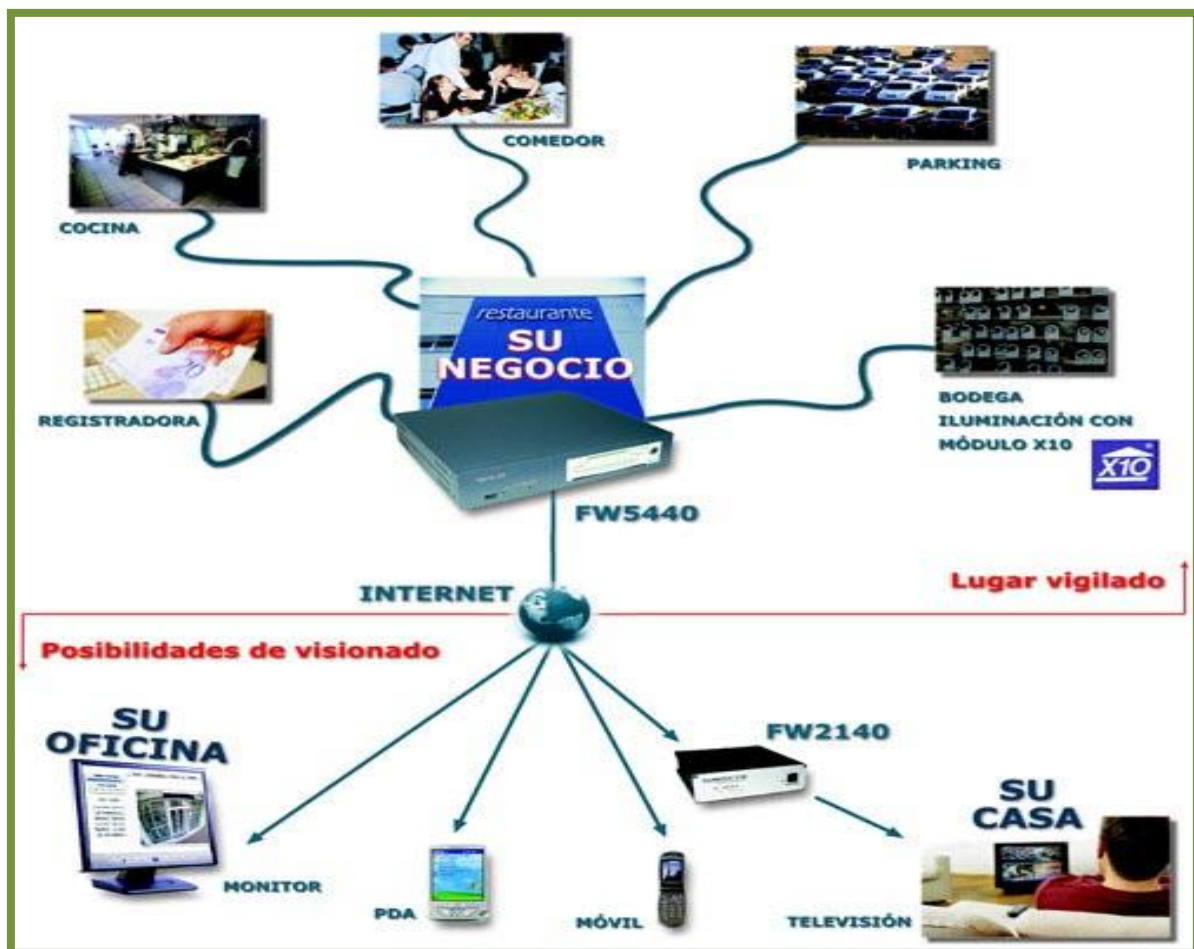 COMEDOR
PARKING
COCINA
restaurante
SU
NEGOCIO
REGISTRADORA
BODEGA
ILUMINACIÓN CON
MÓDULO X10
X10
FW5440
INTERNET
Lugar vigilado
Posibilidades de visionado
SU
OFICINA
FW2140
SU
CASA
MONITOR
PDA
MÓVIL
TELEVISIÓN